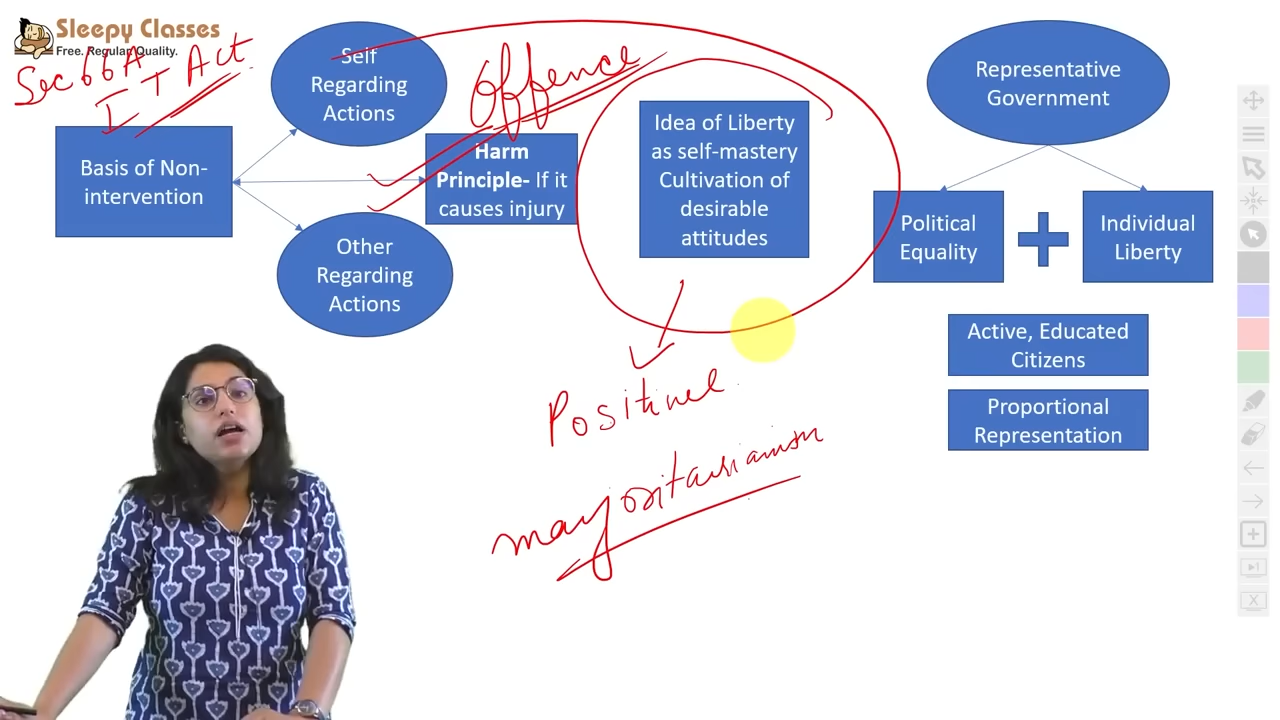 Sleepy Classes
Free. Regular. Quality.
Sec 66A
I T Act
Self
Regarding
Actions
Offence
Basis of Non-
intervention
Harm
Principle- If it
causes injury
Other
Regarding
Actions
Idea of Liberty
as self-mastery
Cultivation of
desirable
attitudes
Positive
majoritarianism
Representative
Government
Political
Equality
Individual
Liberty
Active, Educated
Citizens
Proportional
Representation